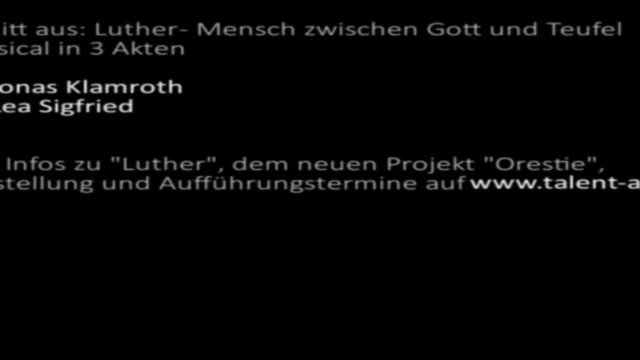 itt aus: Luther- Mensch zwischen Gott und Teufel
sical in 3 Akten
onas Klamroth
Lea Sigfried
Infos zu "Luther", dem neuen Projekt "Orestie",
stellung und Aufführungstermine auf www.talent-a